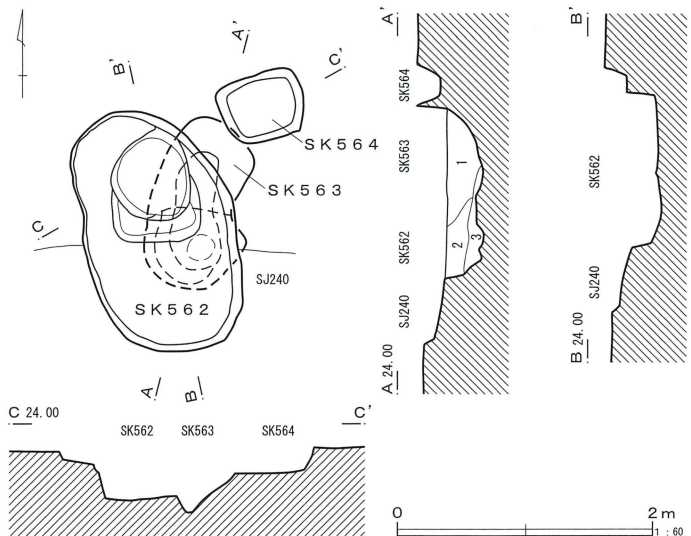 A'
C'
B'
SK564
SK563
C
SJ240
SK562
A
B
C 24.00
C'
SK562
SK563
SK564
A'
SK564
SK563
SK562
SJ240
A 24.00
1
2
3
B'
SK562
SJ240
B 24.00
0
2m
1:60